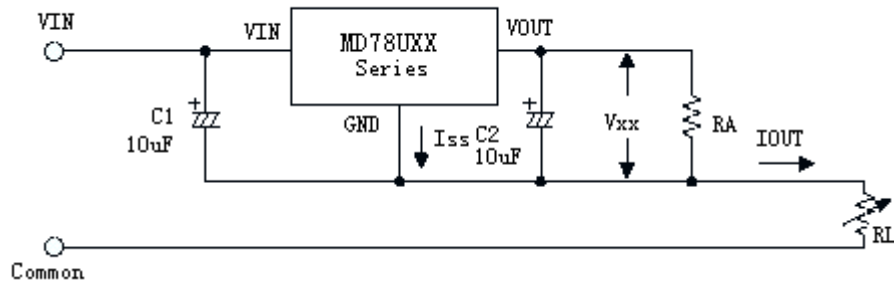 VIN
VIN
MD78UXX
Series
VOUT
C1
10uF
GND
Iss
C2
10uF
Vxx
RA
IOUT
RL
Common